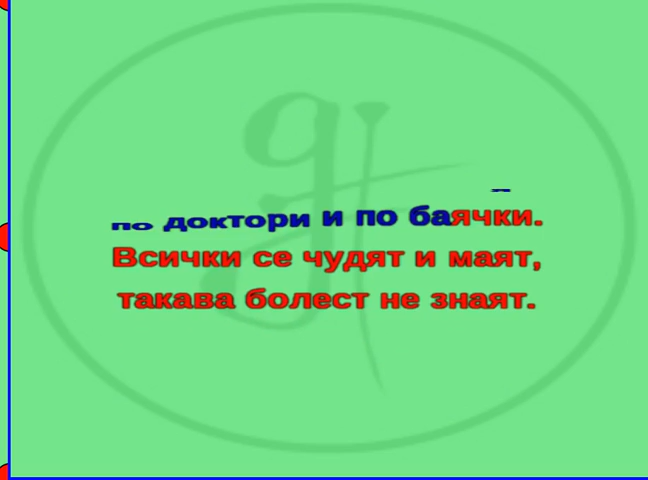 по доктори и по баячки.
Всички се чудят и маят,
такава болест не знаят.